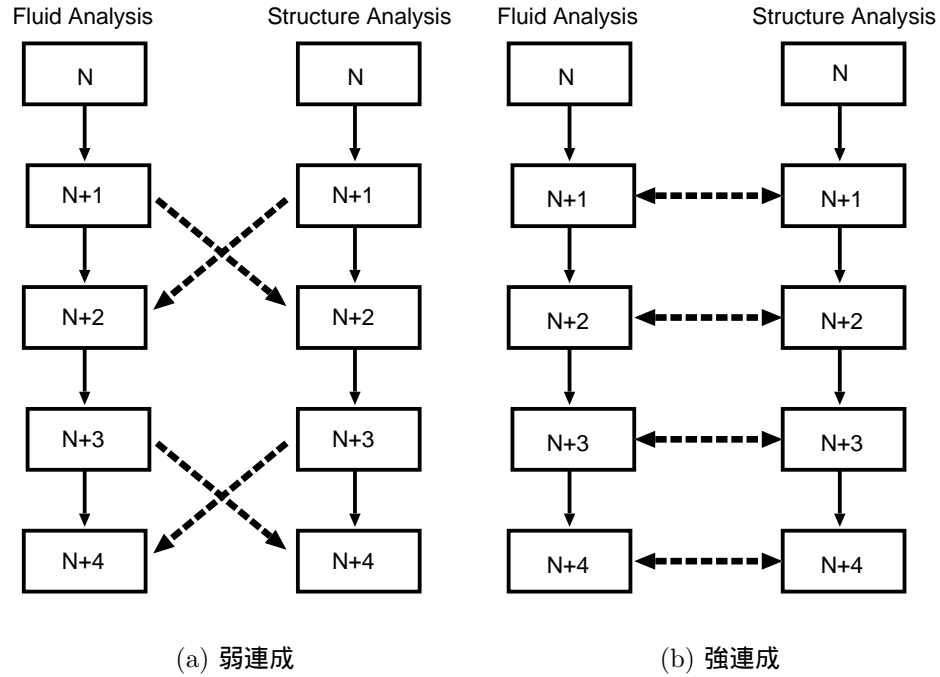 Fluid Analysis
Structure Analysis
N
N
N+1
N+1
N+2
N+2
N+3
N+3
N+4
N+4
(a) 弱連成
Fluid Analysis
Structure Analysis
N
N
N+1
N+1
N+2
N+2
N+3
N+3
N+4
N+4
(b) 強連成